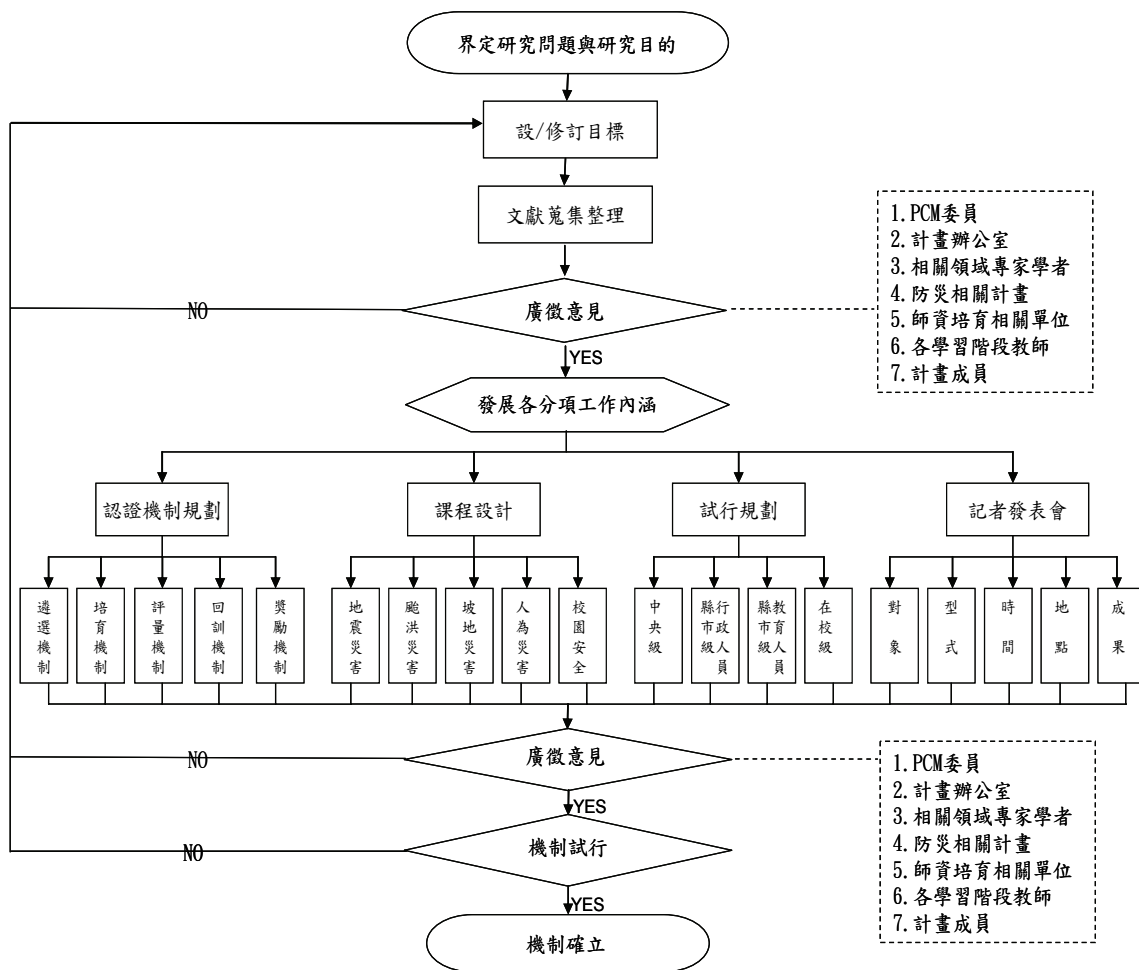 界定研究問題與研究目的
設/修訂目標
文獻蒐集整理
1.PCM委員
2.計畫辦公室
3.相關領域專家學者
4.防災相關計畫
5.師資培育相關單位
6.各學習階段教師
7.計畫成員
廣徵意見
NO
YES
發展各分項工作內涵
認證機制規劃
課程設計
試行規劃
記者發表會
遴選機制
培育機制
評量機制
回訓機制
獎勵機制
地震災害
颱洪災害
坡地災害
人為災害
校園安全
中央級
縣市級
行政人員
縣市級
教育人員
在校級
對象
型式
時間
地點
成果
廣徵意見
NO
YES
1.PCM委員
2.計畫辦公室
3.相關領域專家學者
4.防災相關計畫
5.師資培育相關單位
6.各學習階段教師
7.計畫成員
機制試行
NO
YES
機制確立